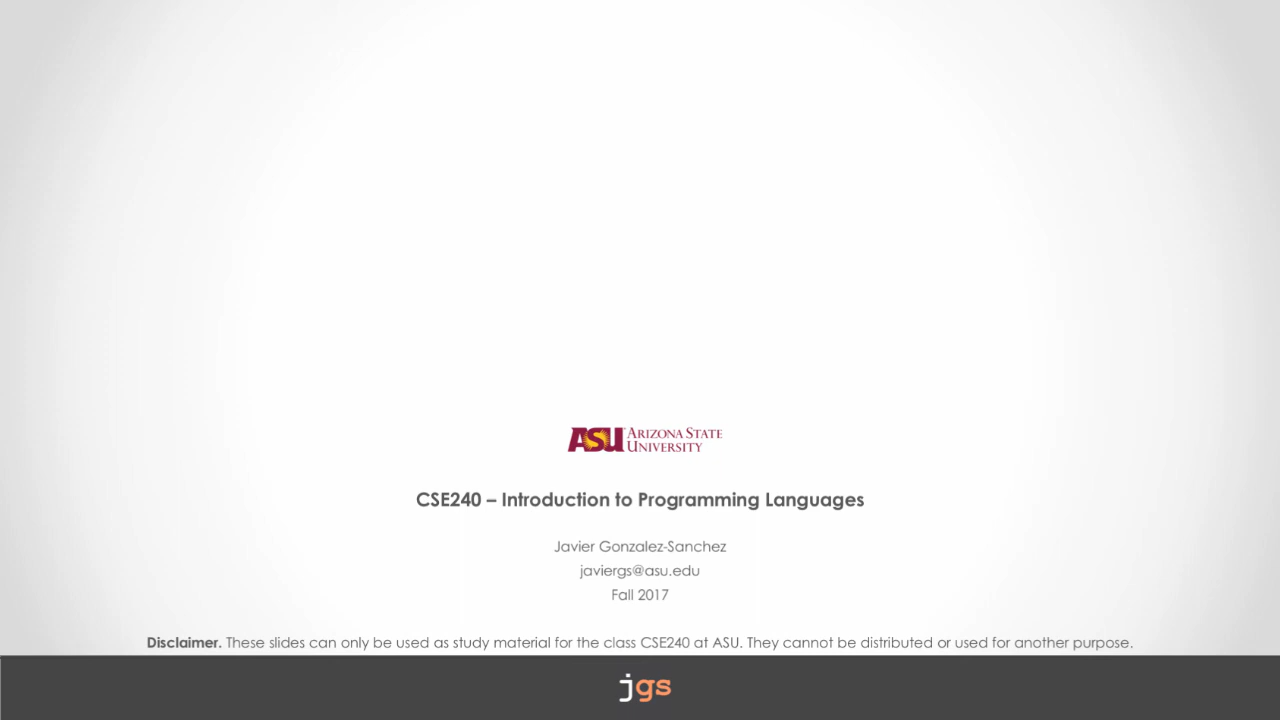 ASU ARIZONA STATE
UNIVERSITY
CSE240 – Introduction to Programming Languages
Javier Gonzalez-Sanchez
javiergs@asu.edu
Fall 2017
Disclaimer. These slides can only be used as study material for the class CSE240 at ASU. They cannot be distributed or used for another purpose.
jgs